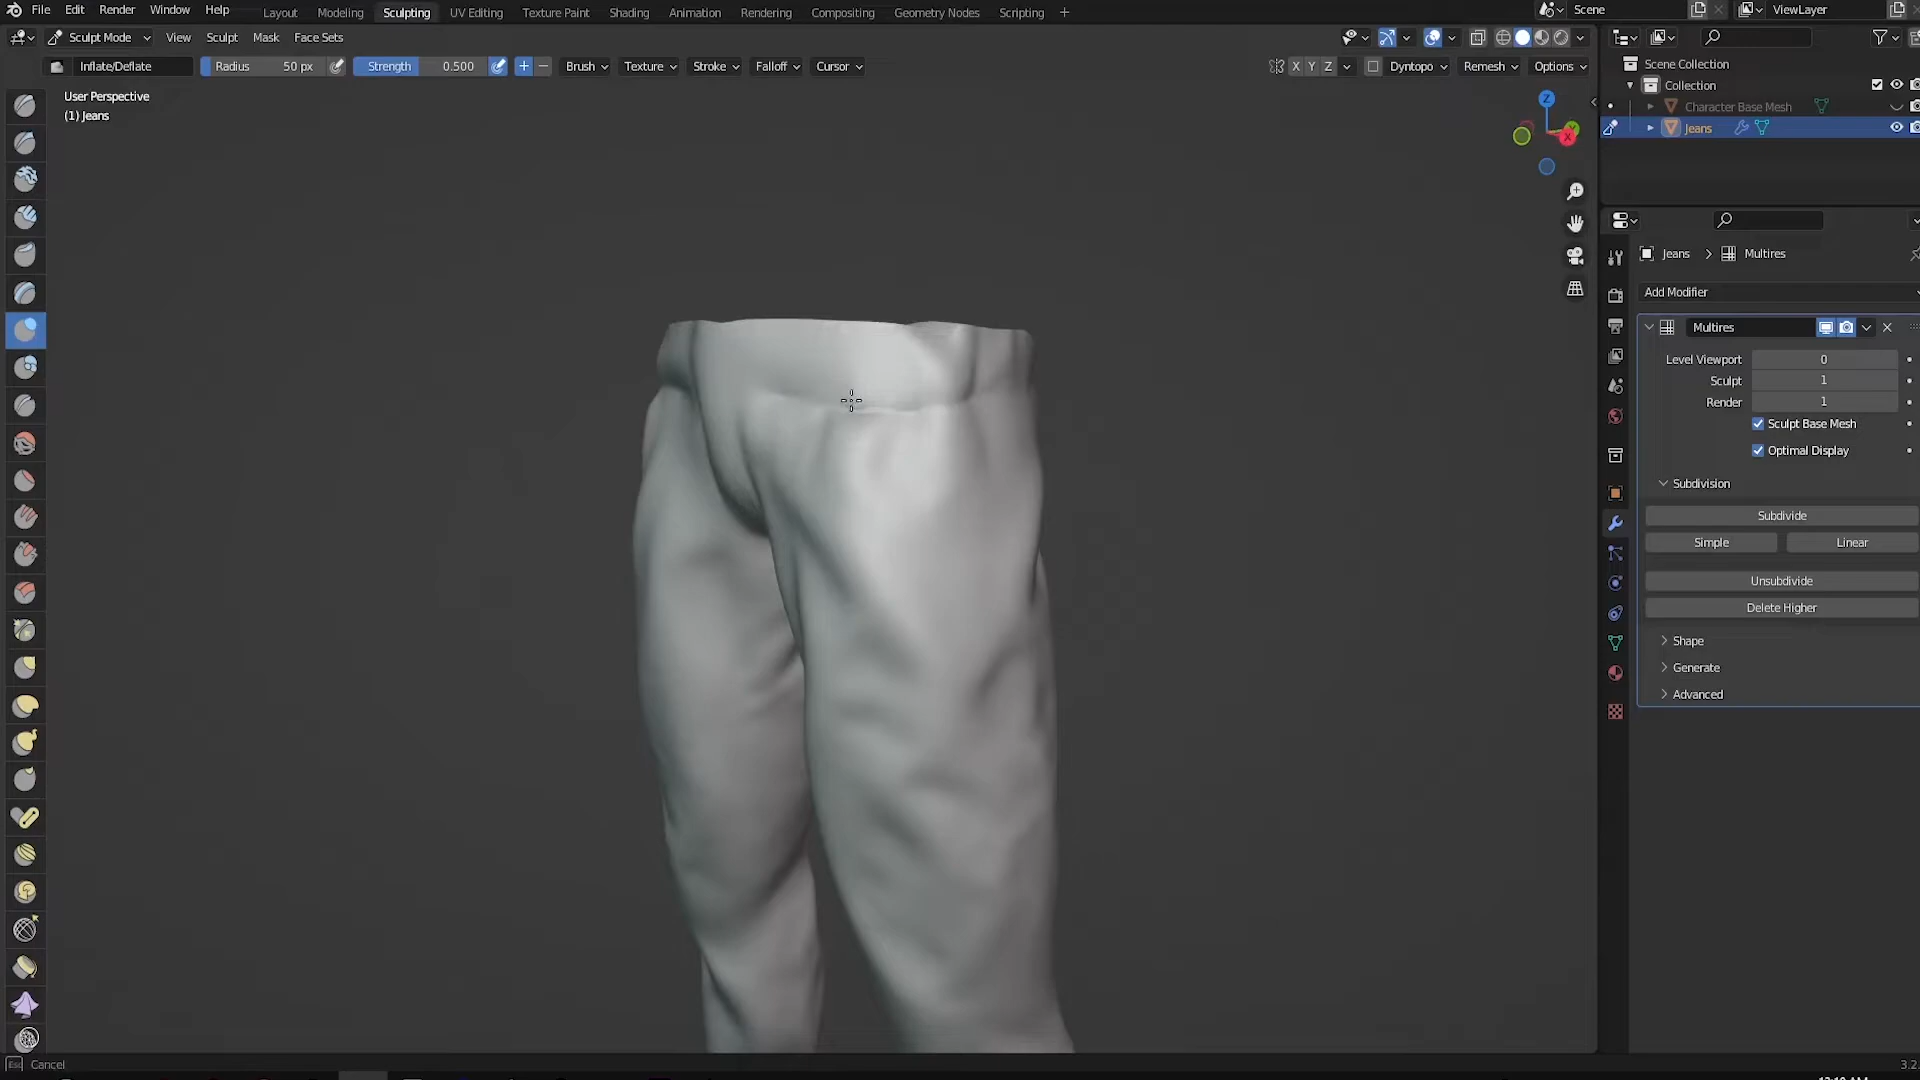 File Edit Render Window Help Layout Modeling Sculpting UV Editing Texture Paint Shading Animation Rendering Compositing Geometry Nodes Scripting + Scene ViewLayer
Sculpt Mode View Sculpt Mask Face Sets
Inflate/Deflate Radius 50 px Strength 0.500 + − Brush Texture Stroke Falloff Cursor X Y Z Dyntopo Remesh Options
User Perspective
(1) Jeans
Z
X
Scene Collection
Collection
Character Base Mesh
Jeans
Jeans > Multires
Add Modifier
Multires
Level Viewport 0
Sculpt 1
Render 1
Sculpt Base Mesh
Optimal Display
Subdivision
Subdivide
Simple Linear
Unsubdivide
Delete Higher
Shape
Generate
Advanced
Esc Cancel
3.2.